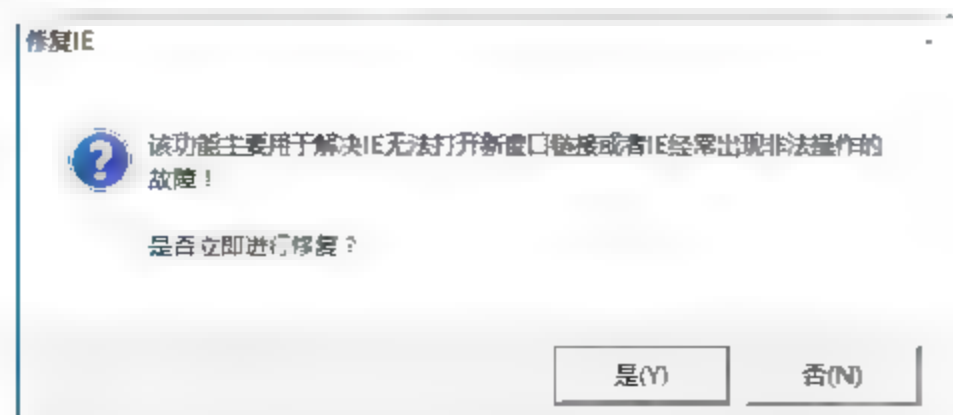 修复IE
该功能主要用于解决IE无法打开新窗口链接或者IE经常出现非法操作的
故障！
是否立即进行修复？
是(Y)
否(N)